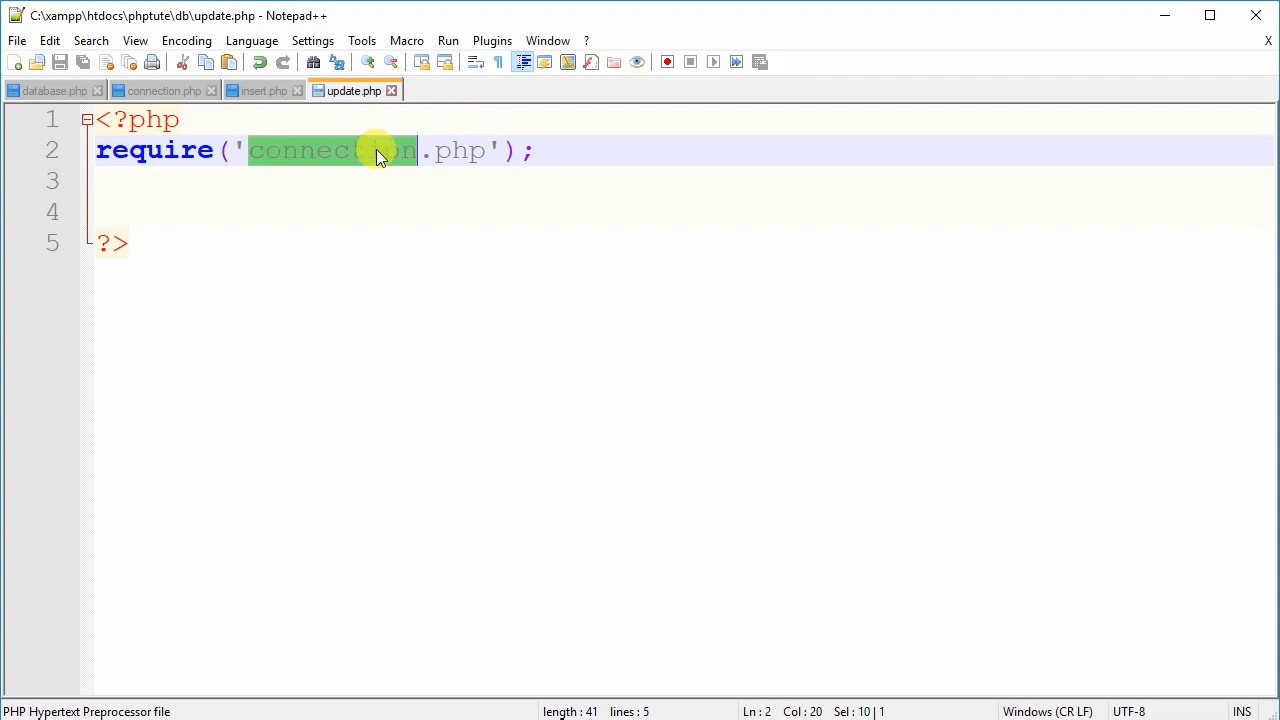 C:\xampp\htdocs\phptute\db\update.php - Notepad++
File Edit Search View Encoding Language Settings Tools Macro Run Plugins Window ? X
database.php connection.php insert.php update.php
1 <?php
2 require('connection.php');
3
4
5 ?>
PHP Hypertext Preprocessor file length : 41 lines : 5 Ln : 2 Col : 20 Sel : 10 | 1 Windows (CR LF) UTF-8 INS